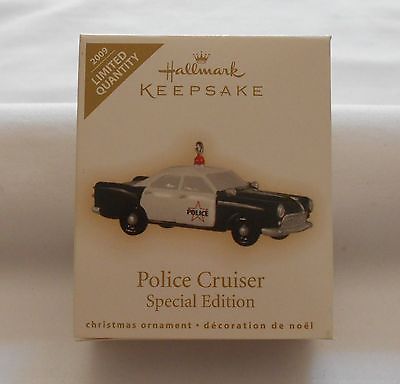 2009
LIMITED
QUANTITY
Hallmark
KEEPSAKE
POLICE
Police Cruiser
Special Edition
christmas ornament • décoration de noël